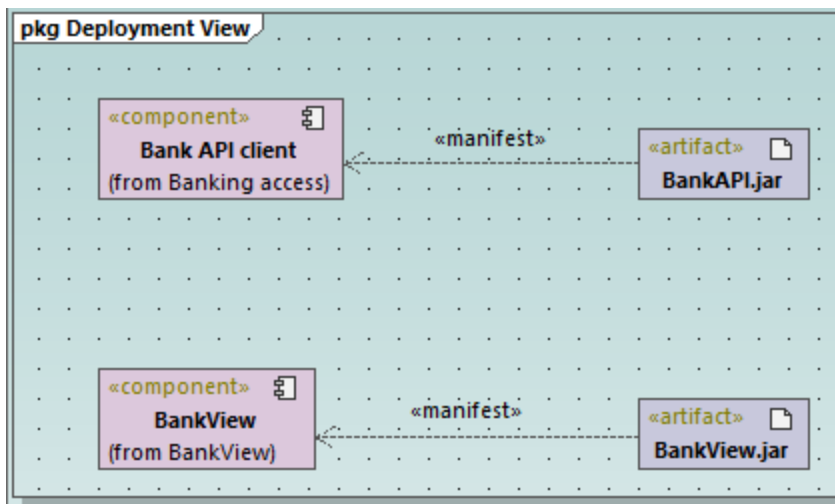 pkg Deployment View
«component»
Bank API client
(from Banking access)
«manifest»
«artifact»
BankAPI.jar
«component»
BankView
(from BankView)
«manifest»
«artifact»
BankView.jar